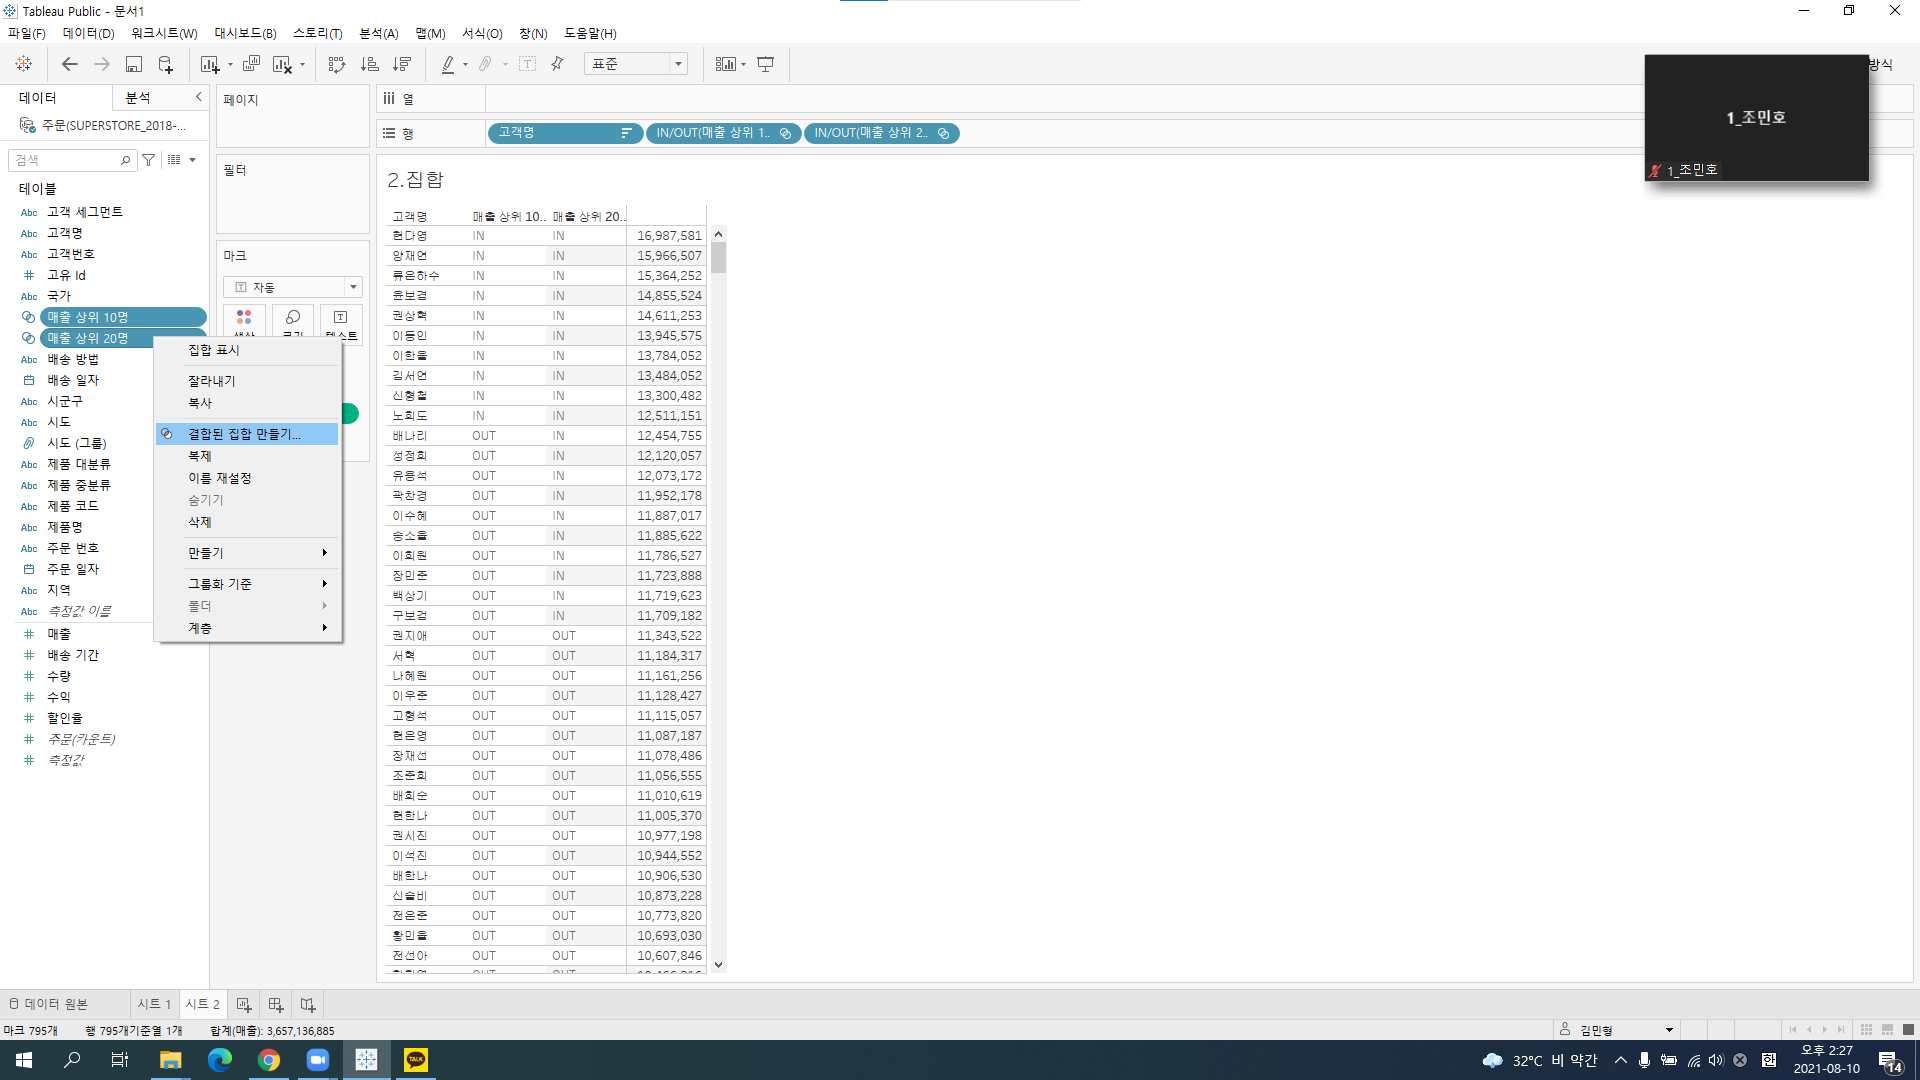 Tableau Public - 문서1
파일(F) 데이터(D) 워크시트(W) 대시보드(B) 스토리(T) 분석(A) 맵(M) 서식(O) 창(N) 도움말(H)
표준
방식
데이터 분석
주문(SUPERSTORE_2018-...
검색
테이블
Abc 고객 세그먼트
Abc 고객명
Abc 고객번호
# 고유 Id
Abc 국가
매출 상위 10명
매출 상위 20명
Abc 배송 방법
배송 일자
Abc 시군구
Abc 시도
시도 (그룹)
Abc 제품 대분류
Abc 제품 중분류
Abc 제품 코드
Abc 제품명
Abc 주문 번호
주문 일자
Abc 지역
Abc 측정값 이름
# 매출
# 배송 기간
# 수량
# 수익
# 할인율
# 주문(카운트)
# 측정값
집합 표시
잘라내기
복사
결합된 집합 만들기...
복제
이름 재설정
숨기기
삭제
만들기
그룹화 기준
폴더
계층
페이지
필터
마크
자동
열
행
고객명 IN/OUT(매출 상위 1.. IN/OUT(매출 상위 2..
1_조민호
1_조민호
2.집합
고객명 매출 상위 10.. 매출 상위 20..
현다영 IN IN 16,987,581
양재연 IN IN 15,966,507
류은하수 IN IN 15,364,252
윤보겸 IN IN 14,855,524
권상혁 IN IN 14,611,253
이동인 IN IN 13,945,575
이한울 IN IN 13,784,052
김서연 IN IN 13,484,052
신형철 IN IN 13,300,482
노희도 IN IN 12,511,151
배나리 OUT IN 12,454,755
성정희 OUT IN 12,120,057
유용석 OUT IN 12,073,172
곽찬경 OUT IN 11,952,178
이수혜 OUT IN 11,887,017
송소율 OUT IN 11,885,622
이희원 OUT IN 11,786,527
장민준 OUT IN 11,723,888
백상기 OUT IN 11,719,623
구보검 OUT IN 11,709,182
권지애 OUT OUT 11,343,522
서혁 OUT OUT 11,184,317
나혜원 OUT OUT 11,161,256
이우준 OUT OUT 11,128,427
고형석 OUT OUT 11,115,057
현은영 OUT OUT 11,087,187
장재선 OUT OUT 11,078,486
조준희 OUT OUT 11,056,555
배희순 OUT OUT 11,010,619
현한나 OUT OUT 11,005,370
권시진 OUT OUT 10,977,198
이석진 OUT OUT 10,944,552
배한나 OUT OUT 10,906,530
신슬비 OUT OUT 10,873,228
전은준 OUT OUT 10,773,820
황민율 OUT OUT 10,693,030
전선아 OUT OUT 10,607,846
데이터 원본 시트 1 시트 2
마크 795개 행 795개기준열 1개 합계(매출): 3,657,136,885
김민형
TALK
32°C 비 약간
한
오후 2:27
2021-08-10
14